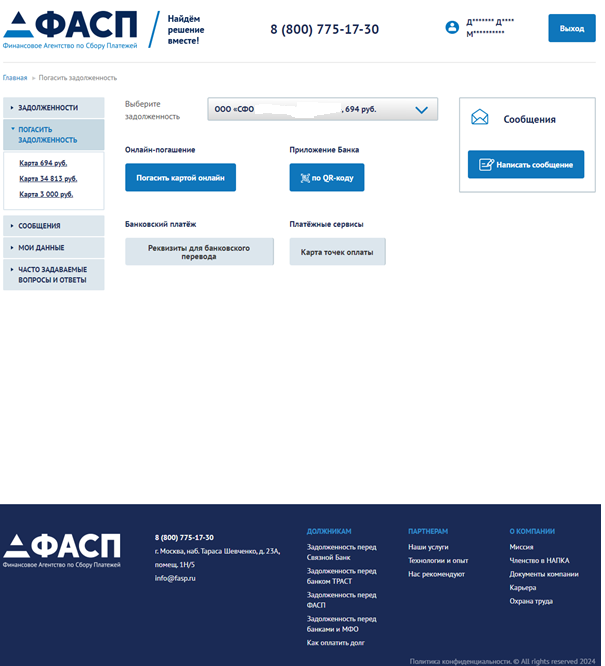 ФАСП
Финансовое Агентство по Сбору Платежей
Найдём
решение
вместе!
8 (800) 775-17-30
Д******* Д****
М**********
Выход
Главная > Погасить задолженность
ЗАДОЛЖЕННОСТИ
ПОГАСИТЬ
ЗАДОЛЖЕННОСТЬ
Карта 694 руб.
Карта 34 813 руб.
Карта 3 000 руб.
СООБЩЕНИЯ
МОИ ДАННЫЕ
ЧАСТО ЗАДАВАЕМЫЕ
ВОПРОСЫ И ОТВЕТЫ
Выберите
задолженность
ООО «СФО , 694 руб.
Онлайн-погашение
Погасить картой онлайн
Приложение Банка
по QR-коду
Банковский платёж
Реквизиты для банковского
перевода
Платёжные сервисы
Карта точек оплаты
Сообщения
Написать сообщение
ФАСП
Финансовое Агентство по Сбору Платежей
8 (800) 775-17-30
г. Москва, наб. Тараса Шевченко, д. 23А,
помещ. 1Н/5
info@fasp.ru
ДОЛЖНИКАМ
Задолженность перед
Связной Банк
Задолженность перед
банком ТРАСТ
Задолженность перед
ФАСП
Задолженность перед
банками и МФО
Как оплатить долг
ПАРТНЕРАМ
Наши услуги
Технологии и опыт
Нас рекомендуют
О КОМПАНИИ
Миссия
Членство в НАПКА
Документы компании
Карьера
Охрана труда
Политика конфиденциальности. © All rights reserved 2024